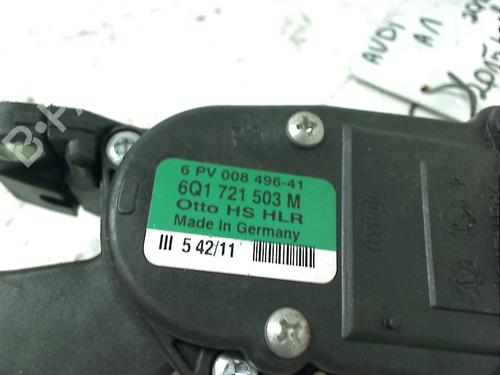 AUDI
A1
6 PV 008 496-41
6Q1 721 503 M
Otto HS HLR
Made In Germany
III 5 42/11